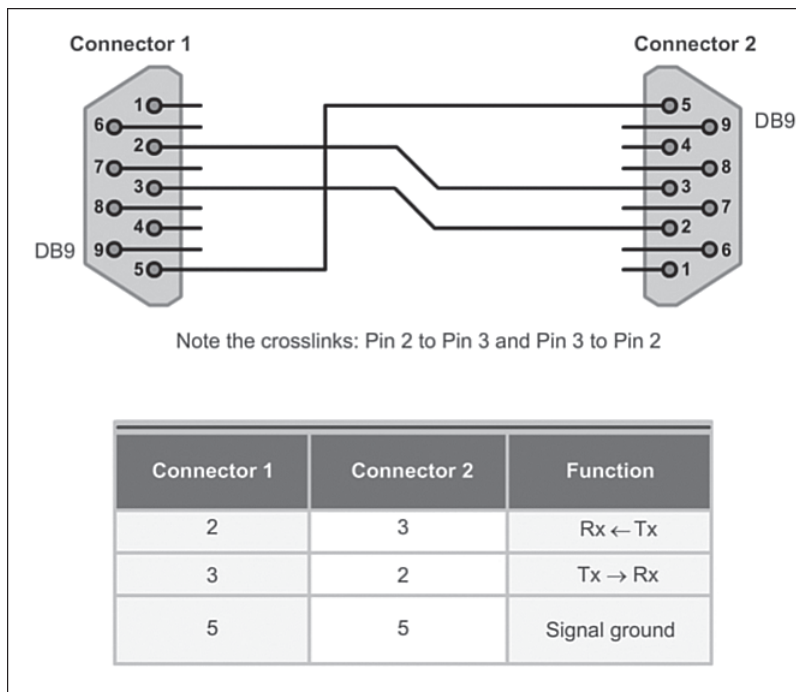 Connector 1
Connector 2
1
6
2
7
3
8
4
9
5
DB9
5
9
4
8
3
7
2
6
1
DB9
Note the crosslinks: Pin 2 to Pin 3 and Pin 3 to Pin 2
Connector 1 Connector 2 Function
2 3 Rx ← Tx
3 2 Tx → Rx
5 5 Signal ground